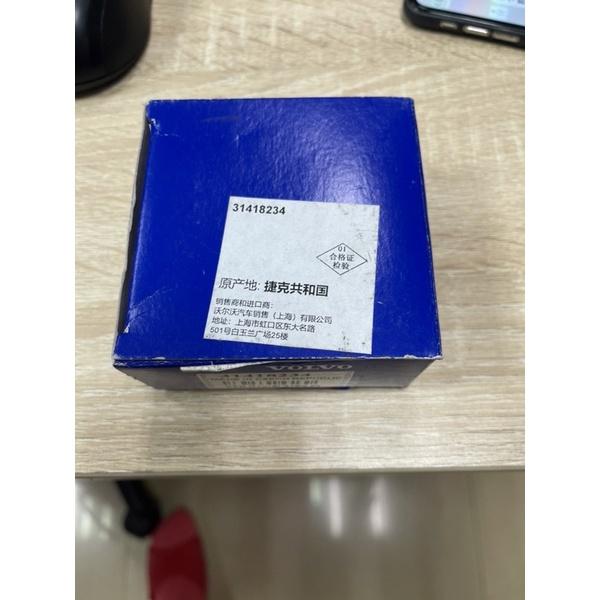 31418234
01
合格证
检验
原产地: 捷克共和国
销售商和进口商:
沃尔沃汽车销售（上海）有限公司
地址: 上海市虹口区东大名路
501号白玉兰广场25楼
VOLVO
31418234